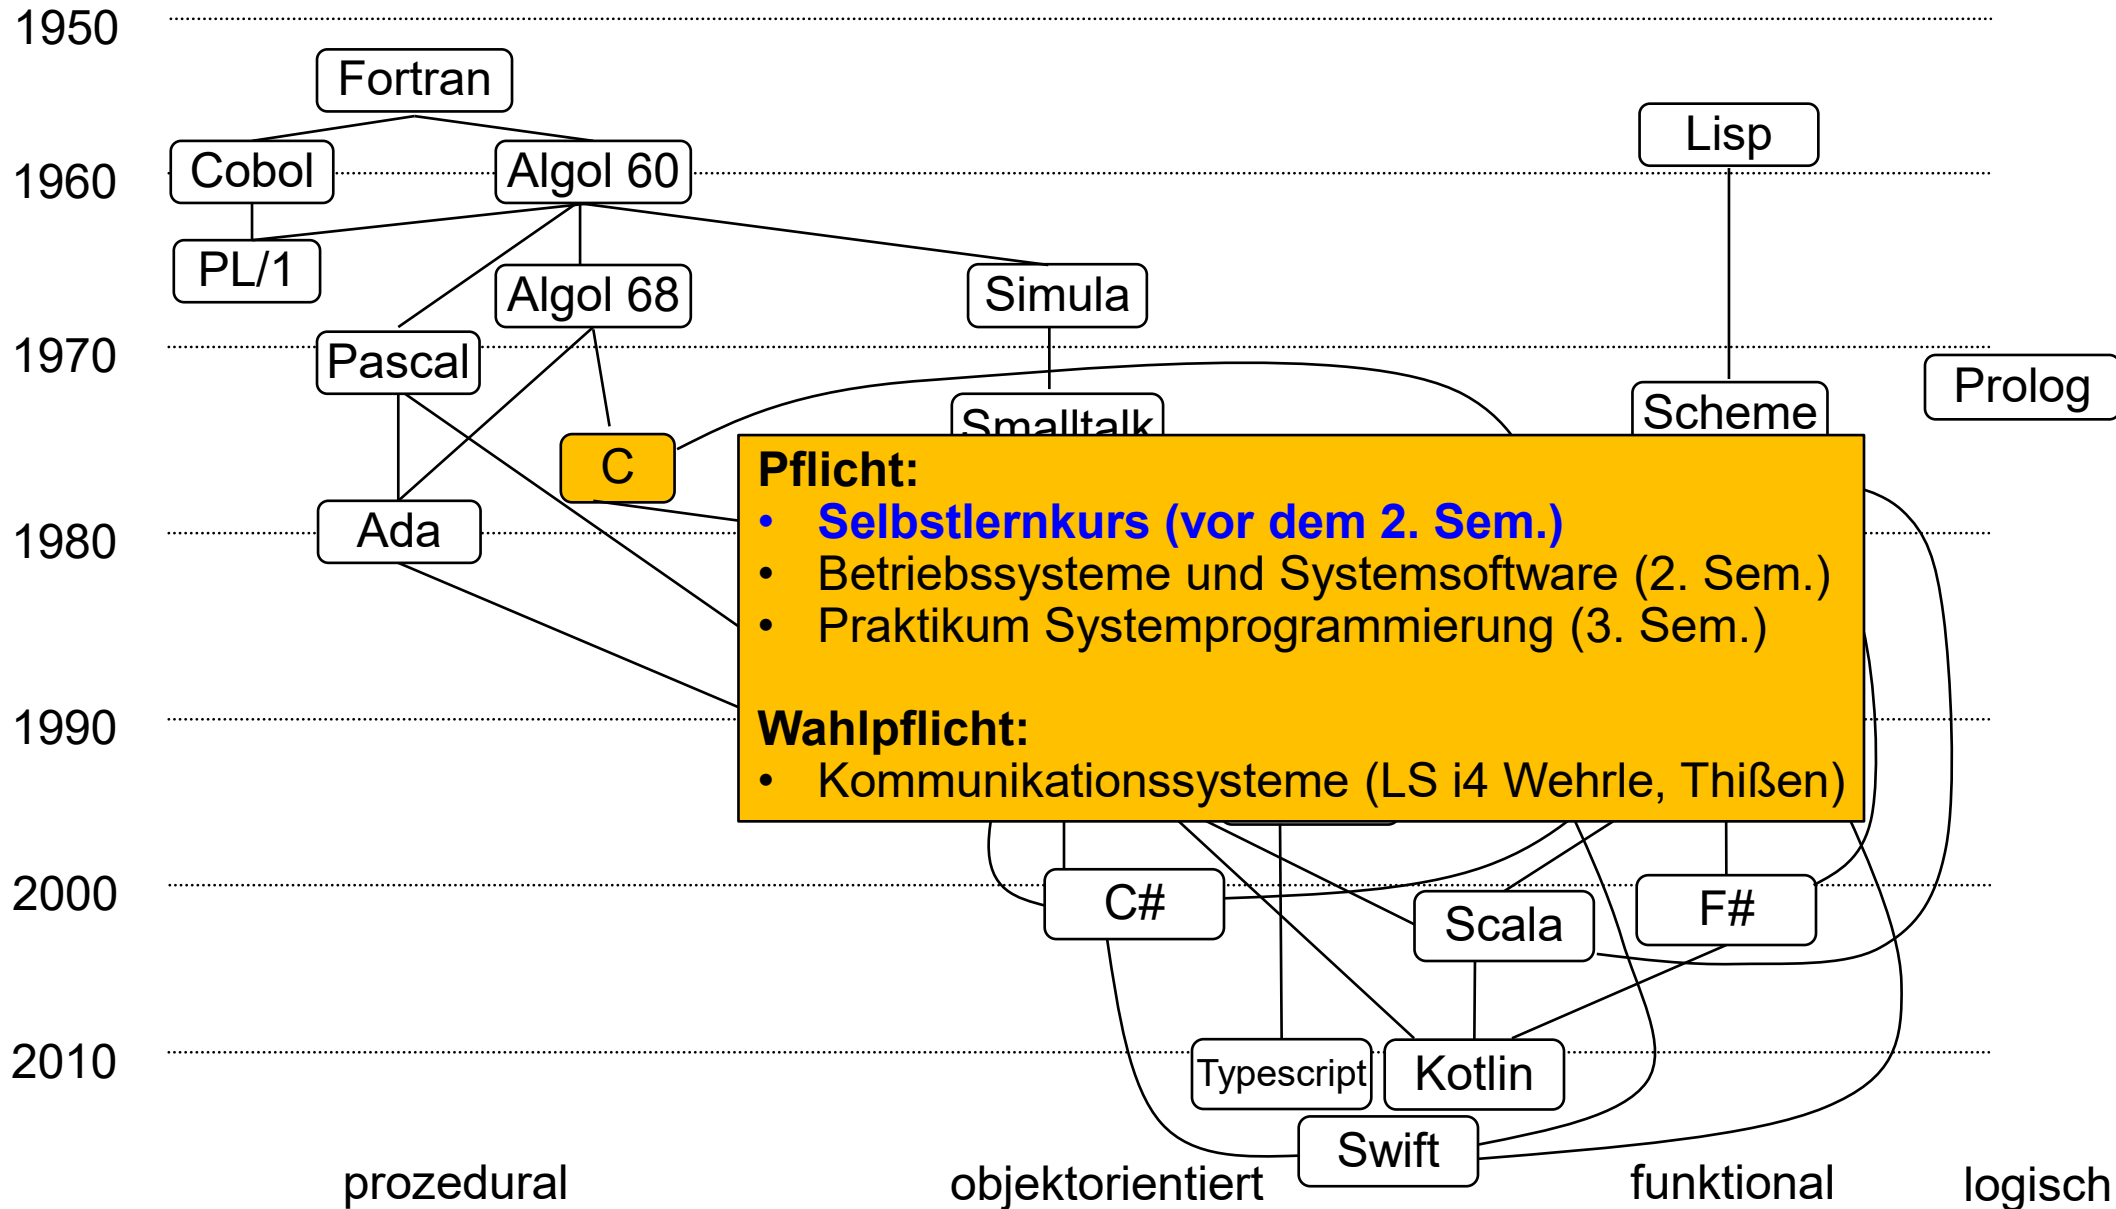 1950
Fortran
Lisp
Cobol
Algol 60
1960
PL/1
Algol 68
Simula
1970
Pascal
Prolog
Smalltalk
Scheme
C
Pflicht:
• Selbstlernkurs (vor dem 2. Sem.)
Ada
1980
• Betriebssysteme und Systemsoftware (2. Sem.)
• Praktikum Systemprogrammierung (3. Sem.)
1990
Wahlpflicht:
• Kommunikationssysteme (LS i4 Wehrle, Thißen)
2000
C#
Scala
F#
2010
Typescript
Kotlin
Swift
prozedural
objektorientiert
funktional
logisch